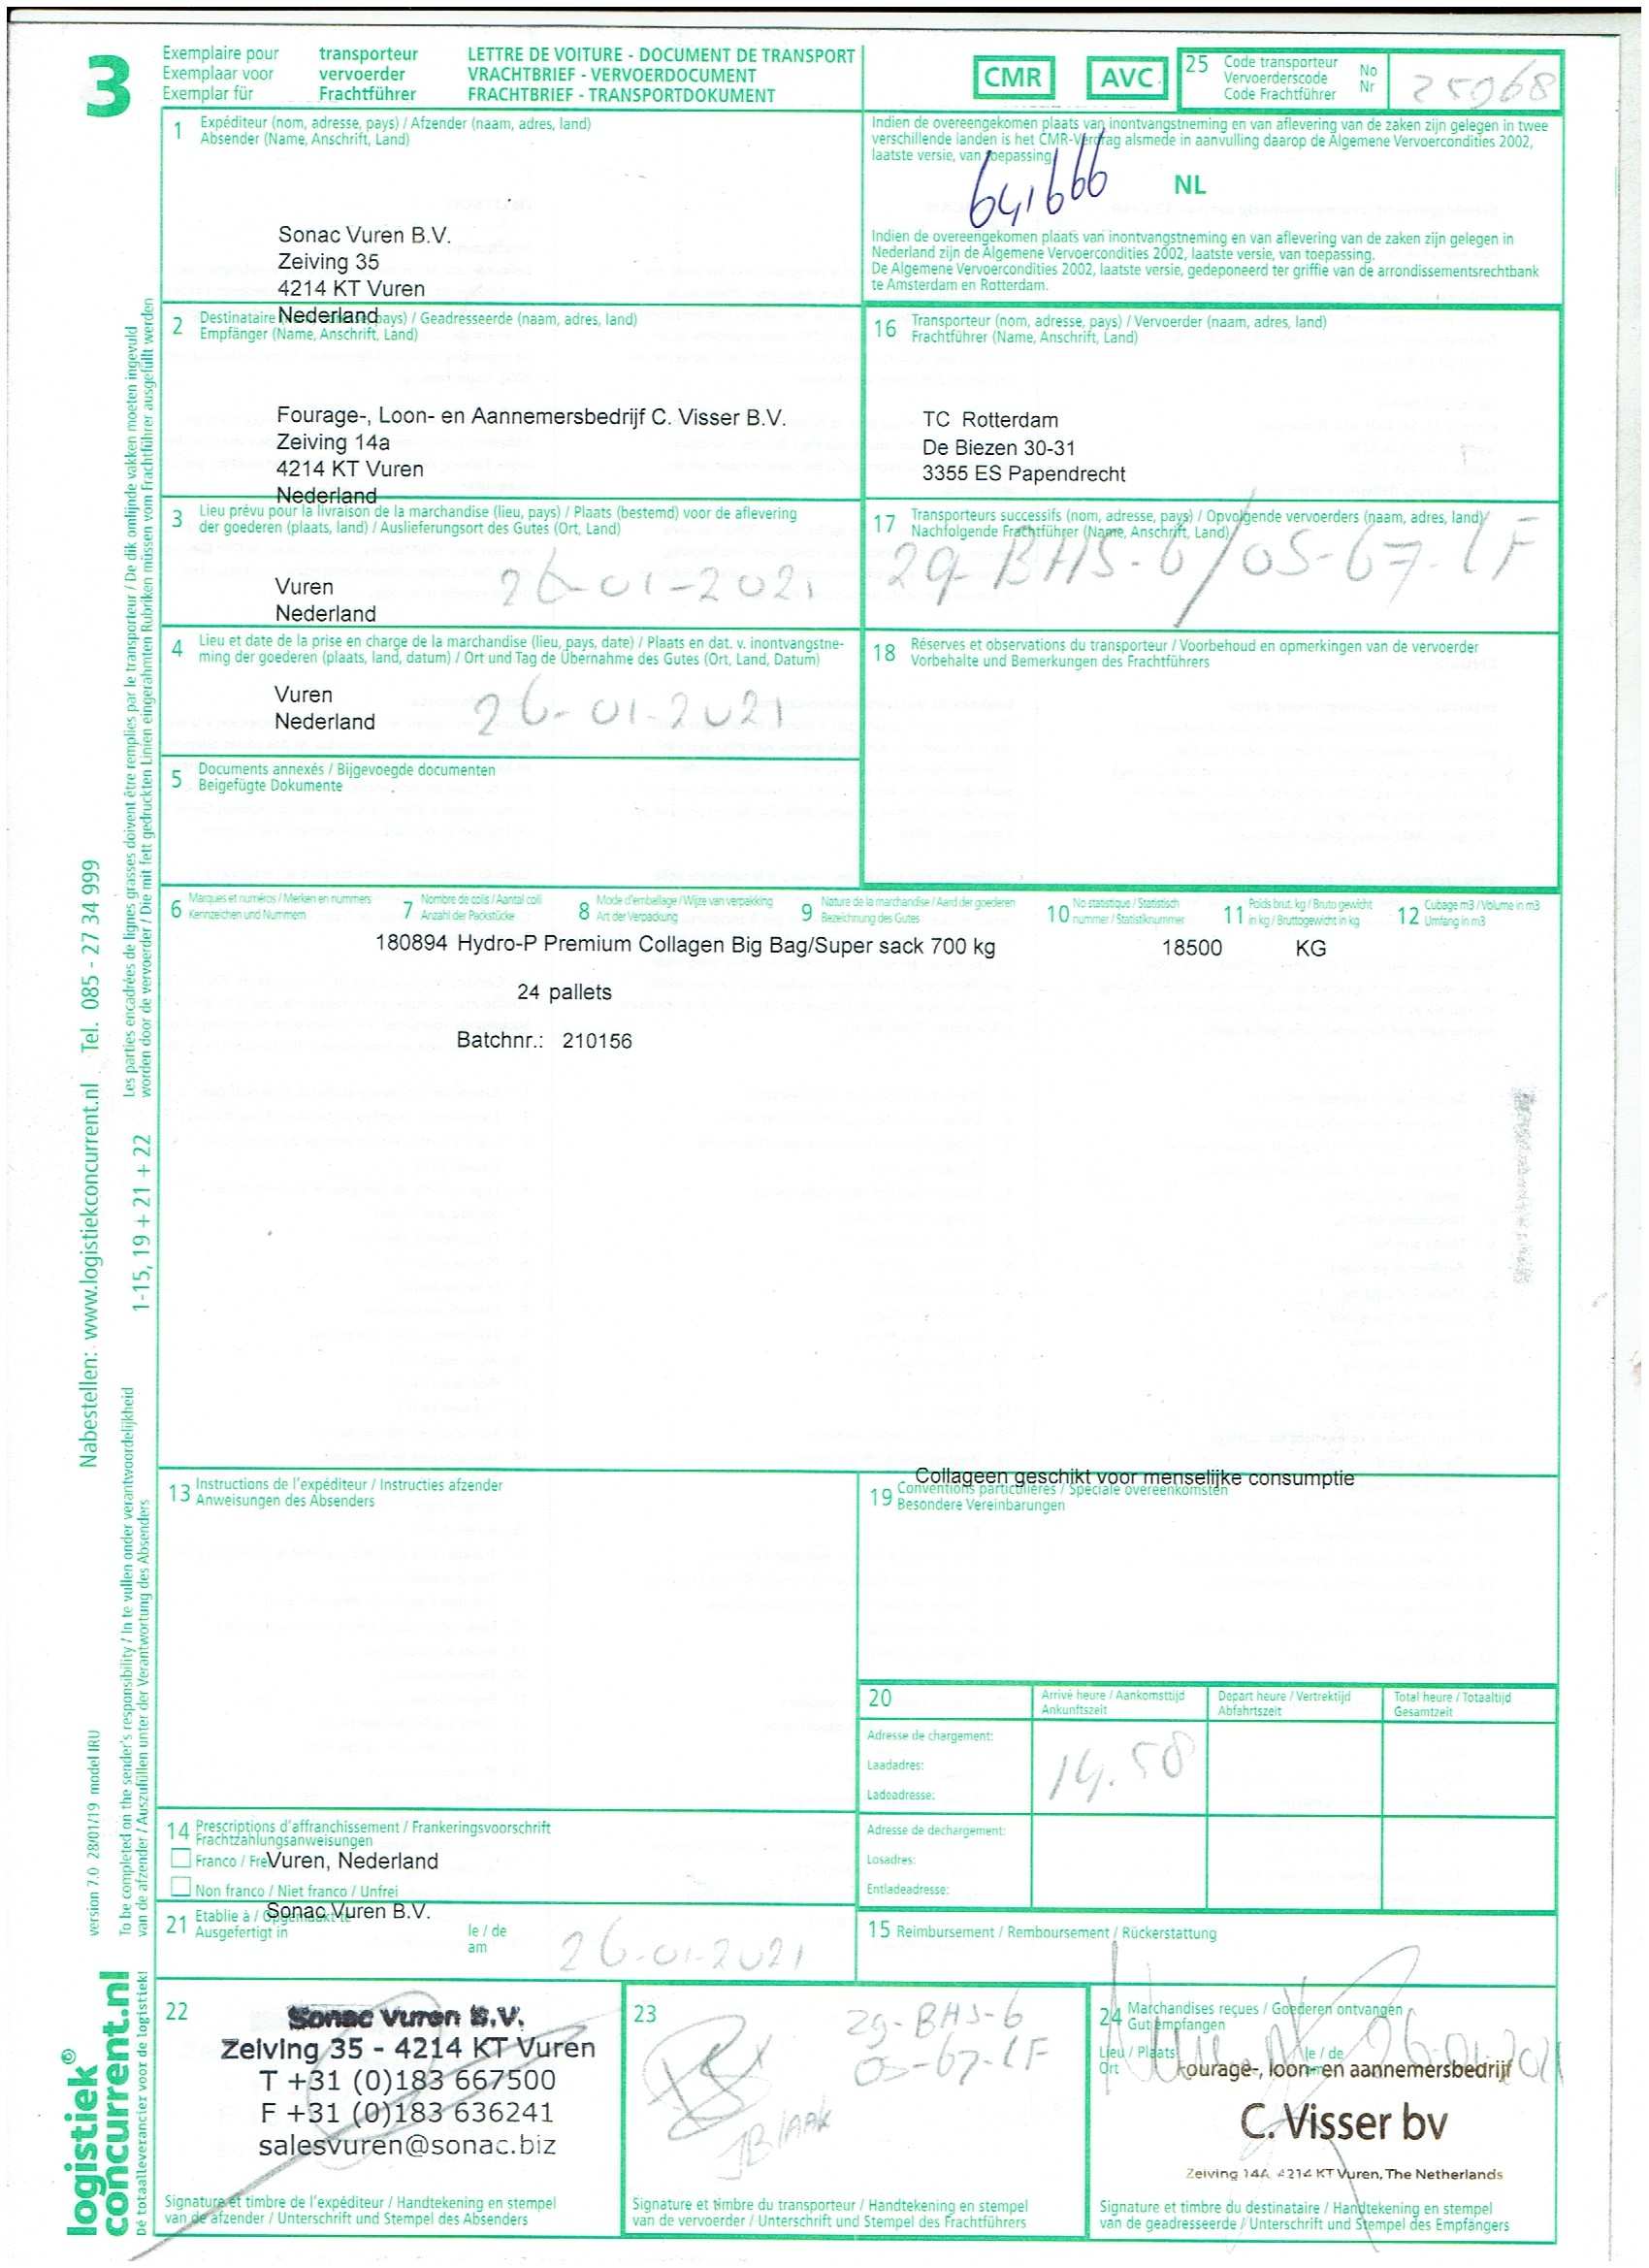 3
Exemplaire pour transporteur
Exemplaar voor vervoerder
Exemplar für Frachtführer
LETTRE DE VOITURE - DOCUMENT DE TRANSPORT
VRACHTBRIEF - VERVOERDOCUMENT
FRACHTBRIEF - TRANSPORTDOKUMENT
CMR
AVC
25 Code transporteur
Vervoerderscode
Code Frachtführer
No
Nr
25968
1 Expéditeur (nom, adresse, pays) / Afzender (naam, adres, land)
Absender (Name, Anschrift, Land)
Sonac Vuren B.V.
Zeiving 35
4214 KT Vuren
Nederland
Indien de overeengekomen plaats van inontvangstneming en van aflevering van de zaken zijn gelegen in twee
verschillende landen is het CMR-Verdrag alsmede in aanvulling daarop de Algemene Vervoercondities 2002,
laatste versie, van toepassing.
641666
NL
Indien de overeengekomen plaats van inontvangstneming en van aflevering van de zaken zijn gelegen in
Nederland zijn de Algemene Vervoercondities 2002, laatste versie, van toepassing.
De Algemene Vervoercondities 2002, laatste versie, gedeponeerd ter griffie van de arrondissementsrechtbank
te Amsterdam en Rotterdam.
2 Destinataire (nom, adresse, pays) / Geadresseerde (naam, adres, land)
Empfänger (Name, Anschrift, Land)
Fourage-, Loon- en Aannemersbedrijf C. Visser B.V.
Zeiving 14a
4214 KT Vuren
Nederland
16 Transporteur (nom, adresse, pays) / Vervoerder (naam, adres, land)
Frachtführer (Name, Anschrift, Land)
TC Rotterdam
De Biezen 30-31
3355 ES Papendrecht
3 Lieu prévu pour la livraison de la marchandise (lieu, pays) / Plaats (bestemd) voor de aflevering
der goederen (plaats, land) / Auslieferungsort des Gutes (Ort, Land)
Vuren
Nederland
26-01-2021
17 Transporteurs successifs (nom, adresse, pays) / Opvolgende vervoerders (naam, adres, land)
Nachfolgende Frachtführer (Name, Anschrift, Land)
29-BHS-6/OS-67-LF
4 Lieu et date de la prise en charge de la marchandise (lieu, pays, date) / Plaats en dat. v. inontvangstne-
ming der goederen (plaats, land, datum) / Ort und Tag de Übernahme des Gutes (Ort, Land, Datum)
Vuren
Nederland
26-01-2021
18 Réserves et observations du transporteur / Voorbehoud en opmerkingen van de vervoerder
Vorbehalte und Bemerkungen des Frachtführers
5 Documents annexés / Bijgevoegde documenten
Beigefügte Dokumente
6 Marques et numéros / Merken en nummers
Kennzeichen und Nummern
7 Nombre de colis / Aantal colli
Anzahl der Packstücke
8 Mode d'emballage / Wijze van verpakking
Art der Verpackung
9 Nature de la marchandise / Aard der goederen
Bezeichnung des Gutes
10 No statistique / Statistisch
nummer / Statistiknummer
11 Poids brut, kg / Bruto gewicht
in kg / Bruttogewicht in kg
12 Cubage m3 / Volume in m3
Umfang in m3
180894 Hydro-P Premium Collagen Big Bag/Super sack 700 kg 18500 KG
24 pallets
Batchnr.: 210156
13 Instructions de l'expéditeur / Instructies afzender
Anweisungen des Absenders
Collageen geschikt voor menselijke consumptie
19 Conventions particulières / Speciale overeenkomsten
Besondere Vereinbarungen
20
Arrivé heure / Aankomsttijd
Ankunftszeit
Depart heure / Vertrektijd
Abfahrtszeit
Total heure / Totaaltijd
Gesamtzeit
Adresse de chargement:
Laadadres:
Ladeadresse:
14.58
Adresse de dechargement:
Losadres:
Entladeadresse:
14 Prescriptions d'affranchissement / Frankeringsvoorschrift
Frachtzahlungsanweisungen
Franco / Frei
Vuren, Nederland
Non franco / Niet franco / Unfrei
Sonac Vuren B.V.
21 Etablie à / Opgemaakt te
Ausgefertigt in
le / de
am
26-01-2021
15 Reimbursement / Remboursement / Rückerstattung
22
Sonac Vuren B.V.
Zeiving 35 - 4214 KT Vuren
T +31 (0)183 667500
F +31 (0)183 636241
salesvuren@sonac.biz
Signature et timbre de l'expéditeur / Handtekening en stempel
van de afzender / Unterschrift und Stempel des Absenders
23
29-BHS-6
OS-67-LF
Signature et timbre du transporteur / Handtekening en stempel
van de vervoerder / Unterschrift und Stempel des Frachtführers
24 Marchandises reçues / Goederen ontvangen
Gut empfangen
Lieu / Plaats
Ort
le / de
26-01-2021
Fourage-, loon- en aannemersbedrijf
C. Visser bv
Zeiving 14A, 4214 KT Vuren, The Netherlands
Signature et timbre du destinataire / Handtekening en stempel
van de geadresseerde / Unterschrift und Stempel des Empfängers
Les parties encadrées de lignes grasses doivent être remplies par le transporteur / De dik omlijnde vakken moeten ingevuld
worden door de vervoerder / Die mit fett gedruckten Linien eingerahmten Rubriken müssen vom Frachtführer ausgefüllt werden
Nabestellen: www.logistiekconcurrent.nl Tel. 085 - 27 34 999
1-15, 19 + 21 + 22
To be completed on the sender's responsibility / In te vullen onder verantwoordelijkheid
van de afzender / Auszufüllen unter der Verantwortung des Absenders
version 7.0 28/01/19 model IRU
logistiek®
concurrent.nl
Dé totaalleverancier voor de logistiek!